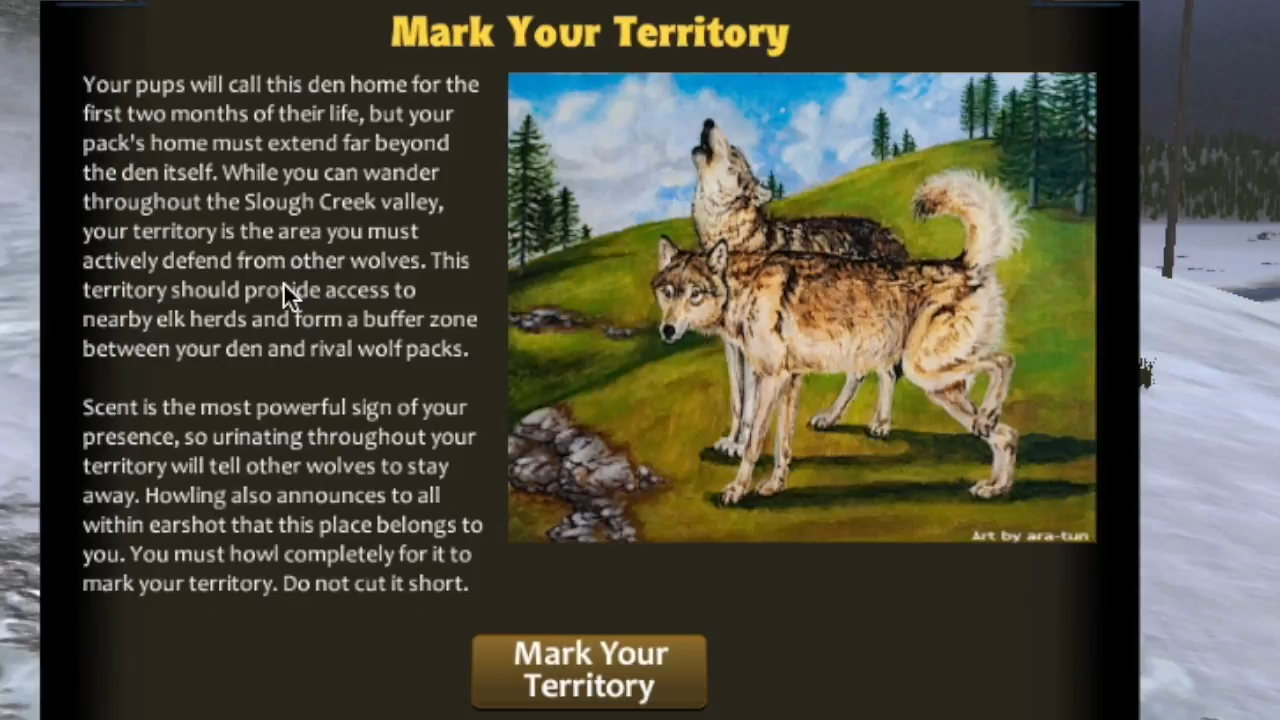 Mark Your Territory
Your pups will call this den home for the
first two months of their life, but your
pack's home must extend far beyond
the den itself. While you can wander
throughout the Slough Creek valley,
your territory is the area you must
actively defend from other wolves. This
territory should provide access to
nearby elk herds and form a buffer zone
between your den and rival wolf packs.
Scent is the most powerful sign of your
presence, so urinating throughout your
territory will tell other wolves to stay
away. Howling also announces to all
within earshot that this place belongs to
you. You must howl completely for it to
mark your territory. Do not cut it short.
Art by ara-tun
Mark Your
Territory